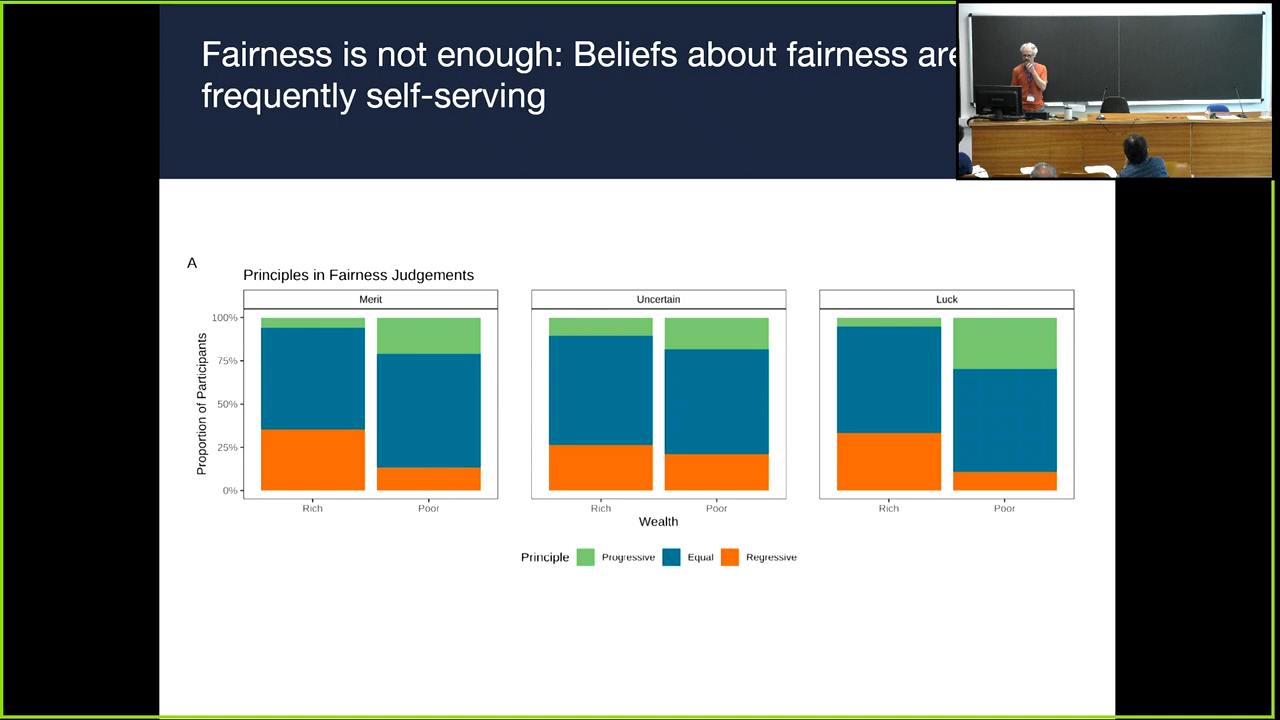 Fairness is not enough: Beliefs about fairness are
frequently self-serving
A
Principles in Fairness Judgements
Merit
Uncertain
Luck
Proportion of Participants
100%
75%
50%
25%
0%
Rich
Poor
Rich
Poor
Rich
Poor
Wealth
Principle
Progressive
Equal
Regressive